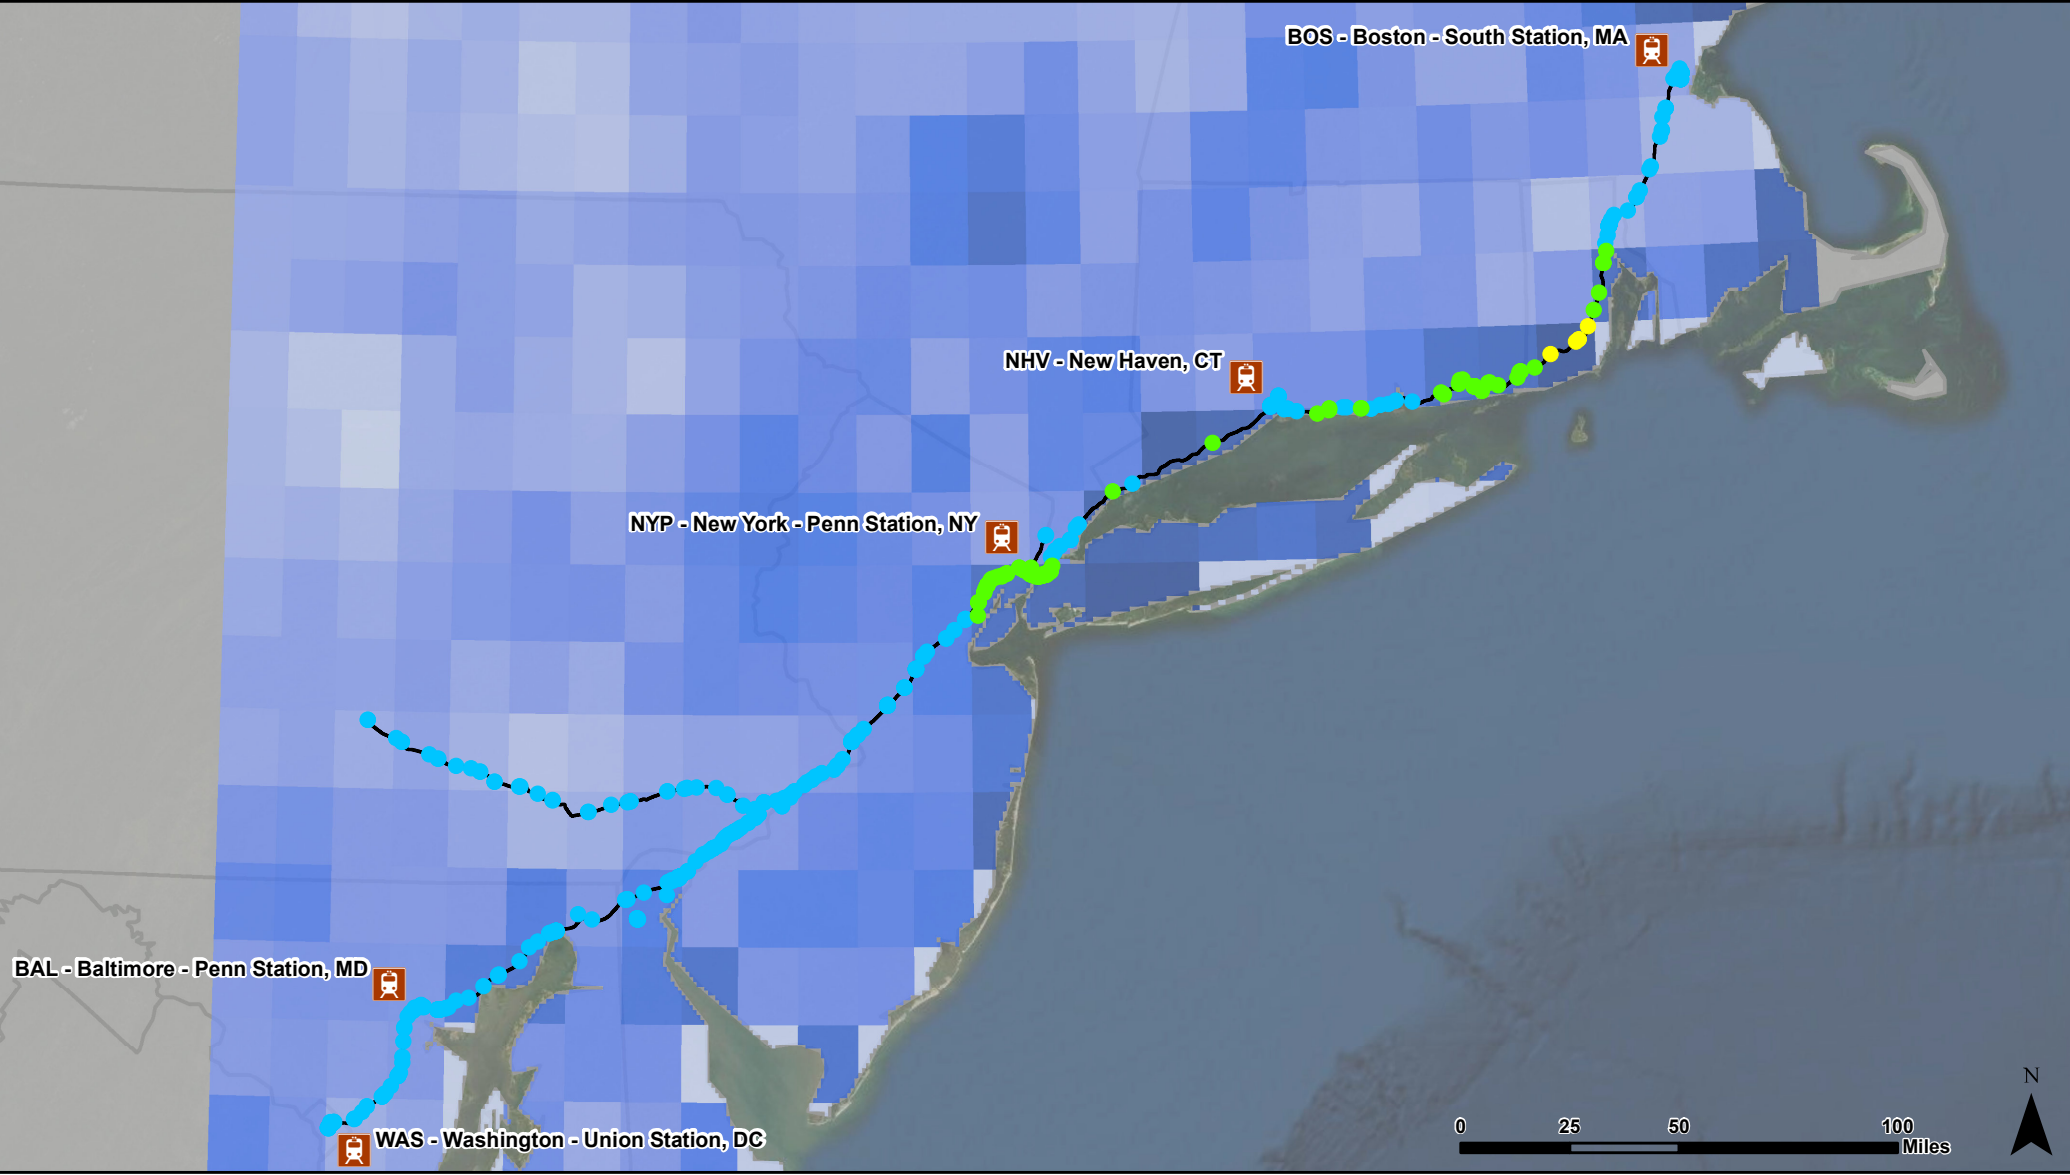 BOS - Boston - South Station, MA
NHV - New Haven, CT
NYP - New York - Penn Station, NY
BAL - Baltimore - Penn Station, MD
WAS - Washington - Union Station, DC
N
0 25 50 100
Miles